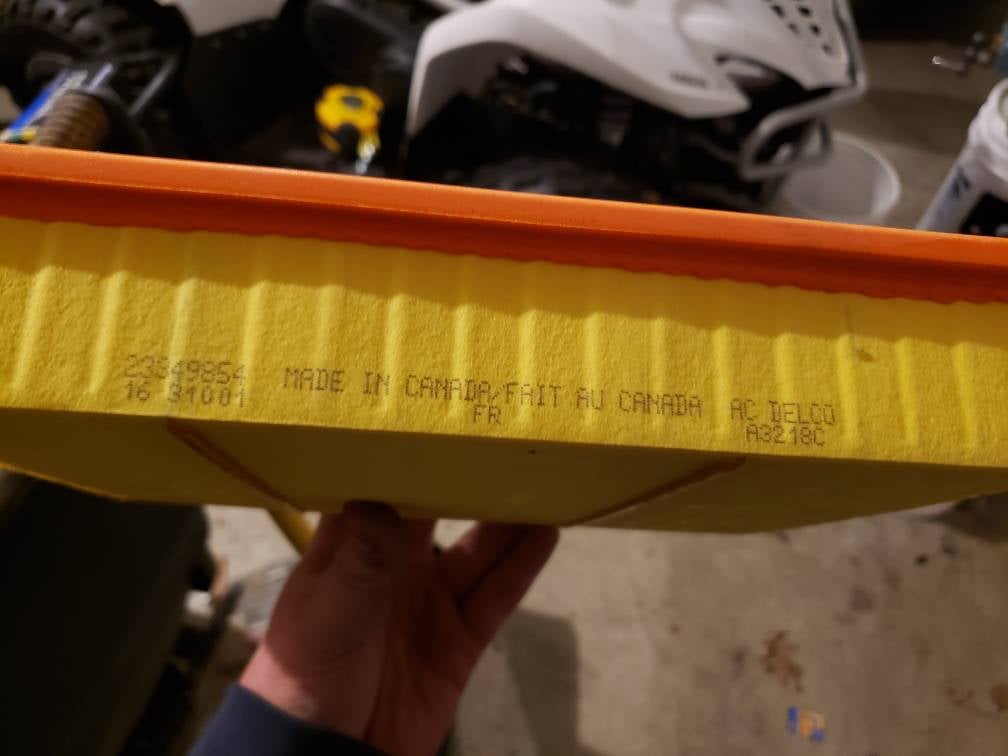 23349854 MADE IN CANADA/FAIT AU CANADA AC DELCO
16 31001 FR A3218C